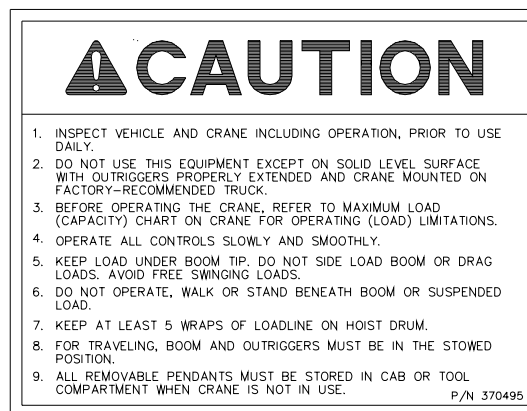 CAUTION
1. INSPECT VEHICLE AND CRANE INCLUDING OPERATION, PRIOR TO USE
DAILY.
2. DO NOT USE THIS EQUIPMENT EXCEPT ON SOLID LEVEL SURFACE
WITH OUTRIGGERS PROPERLY EXTENDED AND CRANE MOUNTED ON
FACTORY-RECOMMENDED TRUCK.
3. BEFORE OPERATING THE CRANE, REFER TO MAXIMUM LOAD
(CAPACITY) CHART ON CRANE FOR OPERATING (LOAD) LIMITATIONS.
4. OPERATE ALL CONTROLS SLOWLY AND SMOOTHLY.
5. KEEP LOAD UNDER BOOM TIP. DO NOT SIDE LOAD BOOM OR DRAG
LOADS. AVOID FREE SWINGING LOADS.
6. DO NOT OPERATE, WALK OR STAND BENEATH BOOM OR SUSPENDED
LOAD.
7. KEEP AT LEAST 5 WRAPS OF LOADLINE ON HOIST DRUM.
8. FOR TRAVELING, BOOM AND OUTRIGGERS MUST BE IN THE STOWED
POSITION.
9. ALL REMOVABLE PENDANTS MUST BE STORED IN CAB OR TOOL
COMPARTMENT WHEN CRANE IS NOT IN USE.
P/N 370495